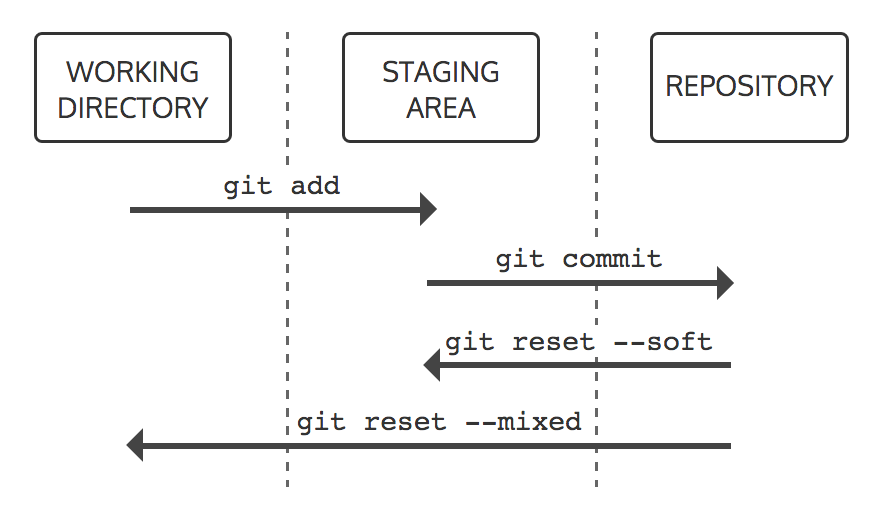 WORKING
DIRECTORY
STAGING
AREA
REPOSITORY
git add
git commit
git reset --soft
git reset --mixed